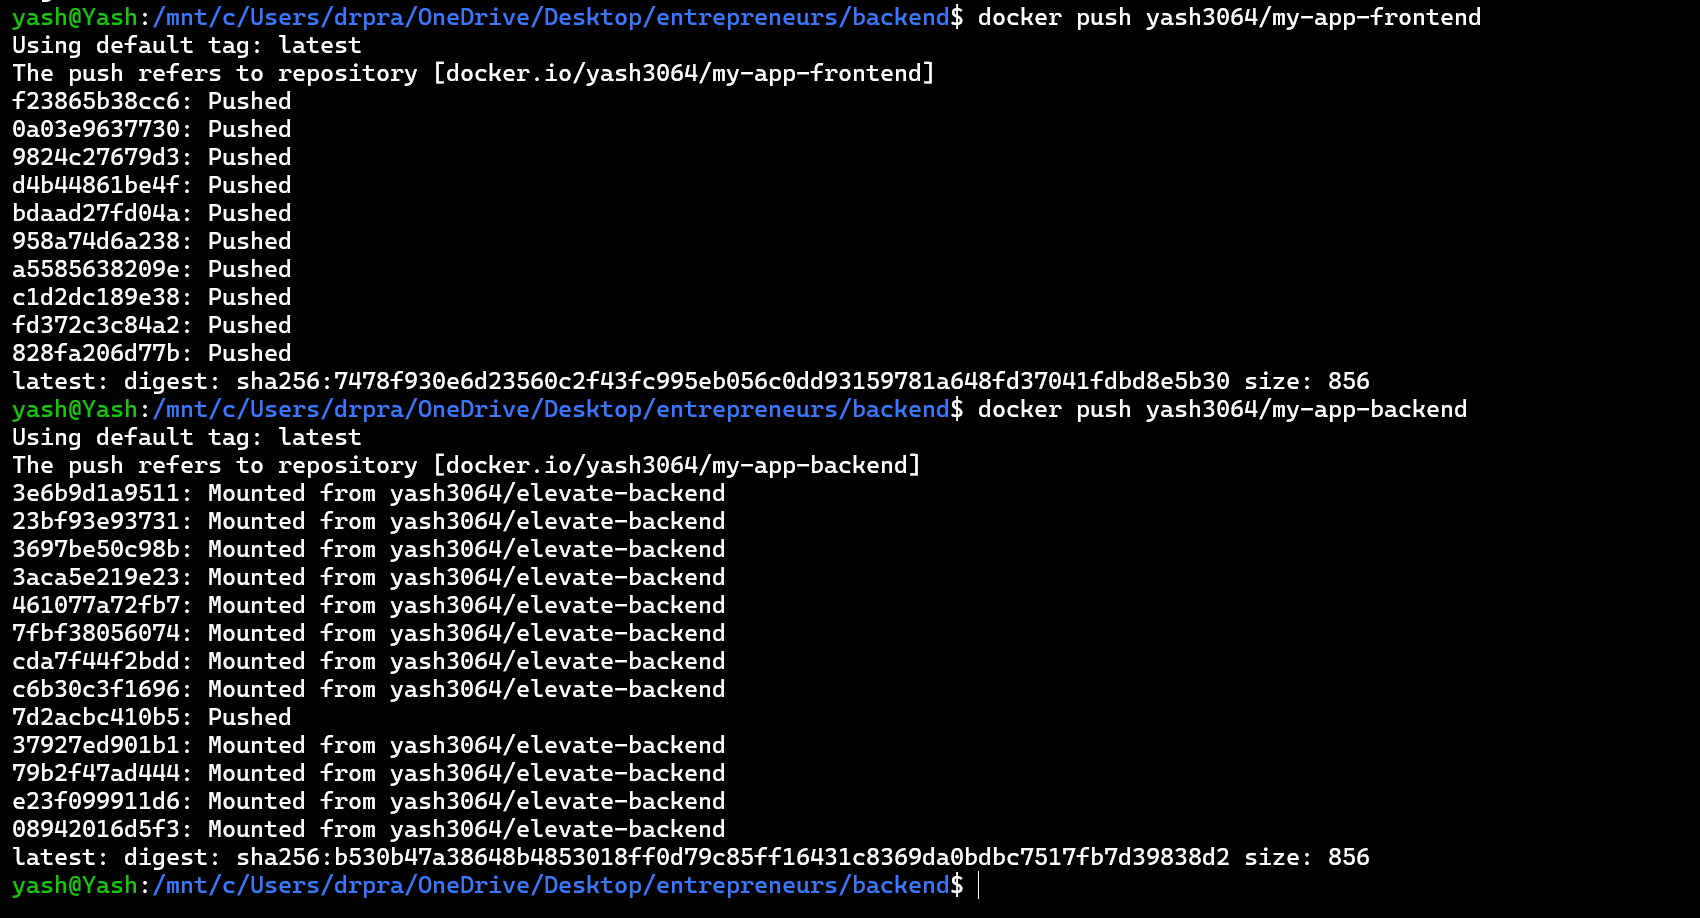 yash@Yash:/mnt/c/Users/drpra/OneDrive/Desktop/entrepreneurs/backend$ docker push yash3064/my-app-frontend
Using default tag: latest
The push refers to repository [docker.io/yash3064/my-app-frontend]
f23865b38cc6: Pushed
0a03e9637730: Pushed
9824c27679d3: Pushed
d4b44861be4f: Pushed
bdaad27fd04a: Pushed
958a74d6a238: Pushed
a5585638209e: Pushed
c1d2dc189e38: Pushed
fd372c3c84a2: Pushed
828fa206d77b: Pushed
latest: digest: sha256:7478f930e6d23560c2f43fc995eb056c0dd93159781a648fd37041fdbd8e5b30 size: 856
yash@Yash:/mnt/c/Users/drpra/OneDrive/Desktop/entrepreneurs/backend$ docker push yash3064/my-app-backend
Using default tag: latest
The push refers to repository [docker.io/yash3064/my-app-backend]
3e6b9d1a9511: Mounted from yash3064/elevate-backend
23bf93e93731: Mounted from yash3064/elevate-backend
3697be50c98b: Mounted from yash3064/elevate-backend
3aca5e219e23: Mounted from yash3064/elevate-backend
461077a72fb7: Mounted from yash3064/elevate-backend
7fbf38056074: Mounted from yash3064/elevate-backend
cda7f44f2bdd: Mounted from yash3064/elevate-backend
c6b30c3f1696: Mounted from yash3064/elevate-backend
7d2acbc410b5: Pushed
37927ed901b1: Mounted from yash3064/elevate-backend
79b2f47ad444: Mounted from yash3064/elevate-backend
e23f099911d6: Mounted from yash3064/elevate-backend
08942016d5f3: Mounted from yash3064/elevate-backend
latest: digest: sha256:b530b47a38648b4853018ff0d79c85ff16431c8369da0bdbc7517fb7d39838d2 size: 856
yash@Yash:/mnt/c/Users/drpra/OneDrive/Desktop/entrepreneurs/backend$